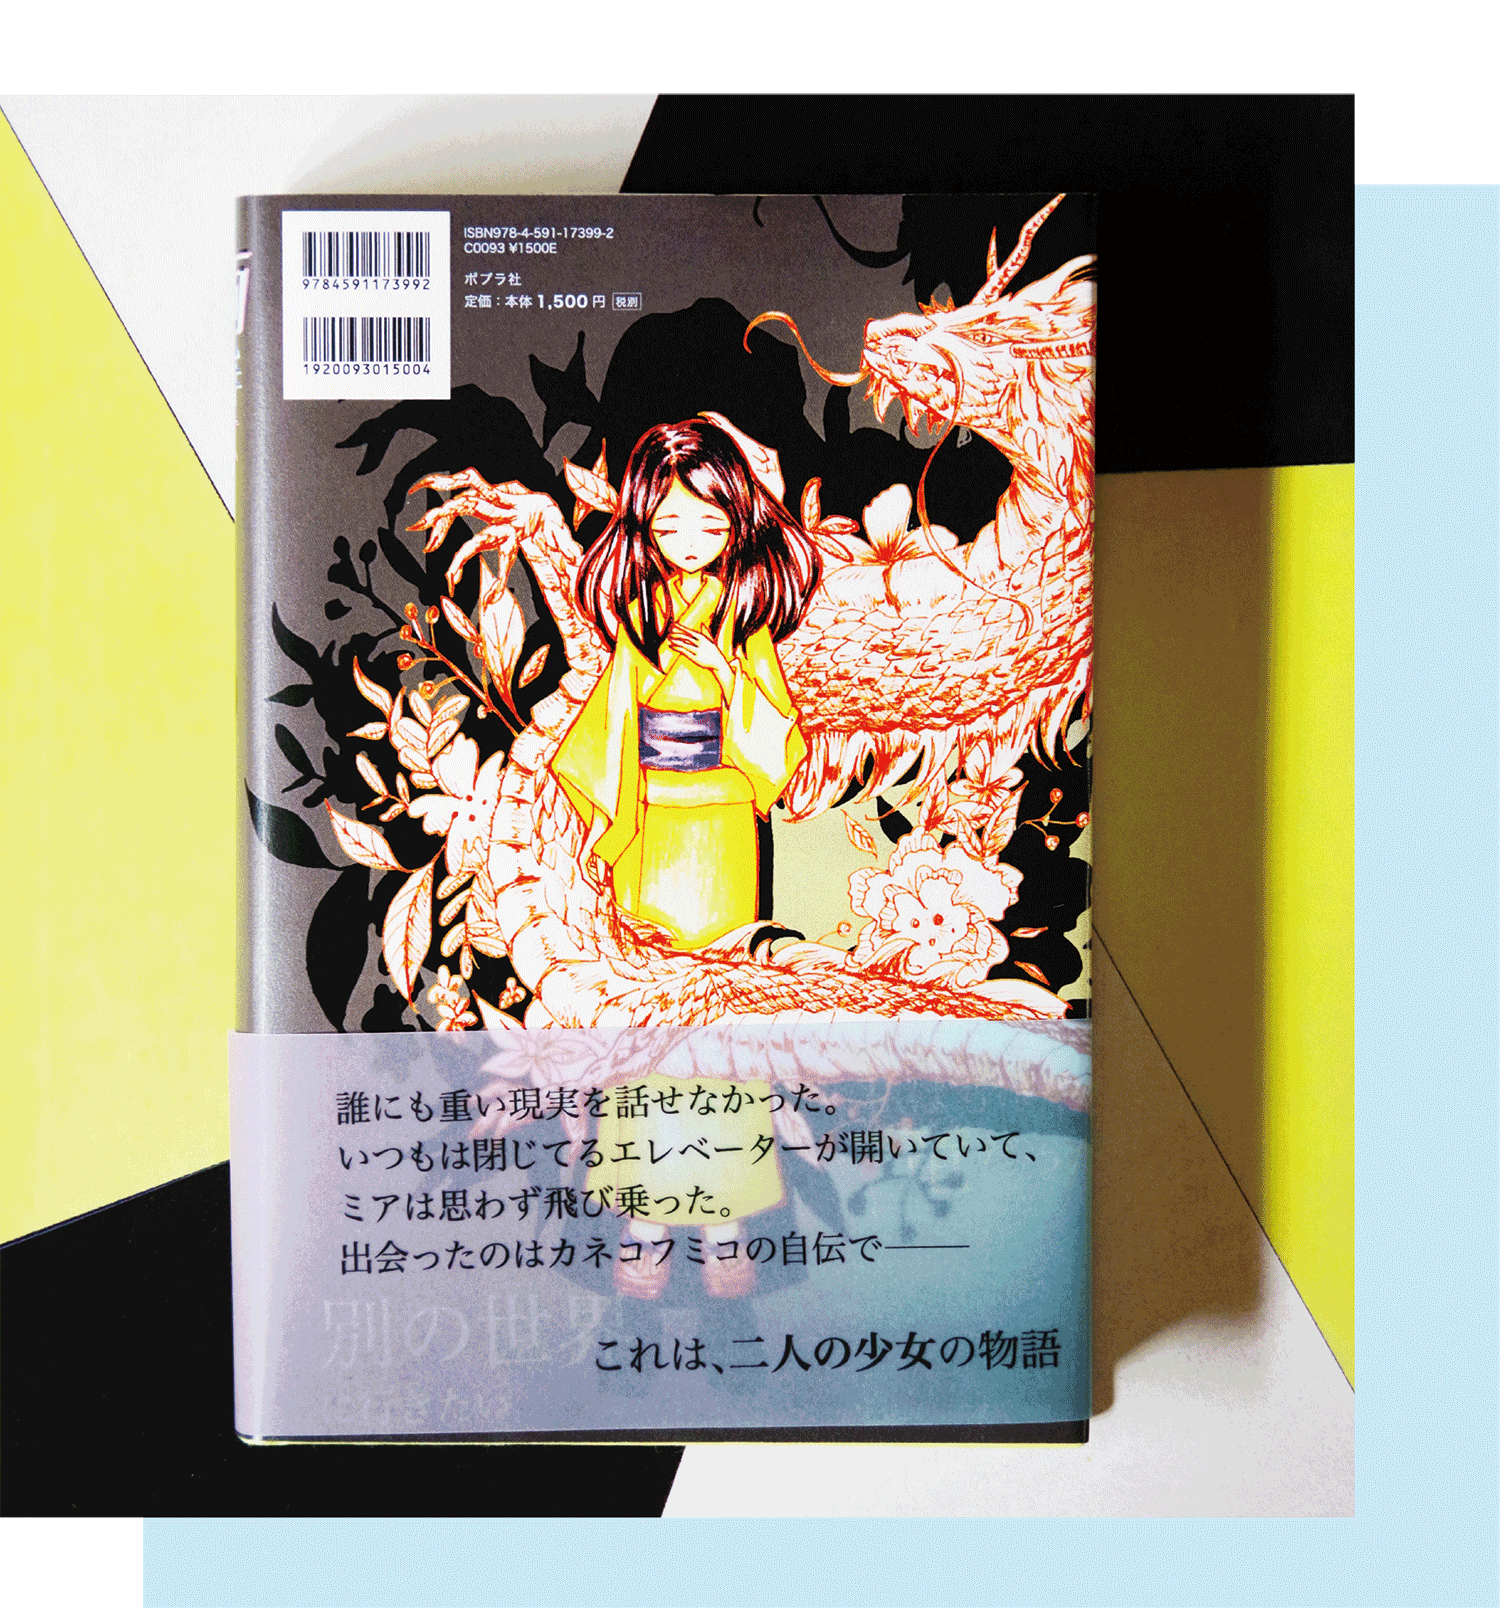 9784591173992
1920093015004
ISBN978-4-591-17399-2
C0093 ¥1500E
ポプラ社
定価：本体1,500円 税別
誰にも重い現実を話せなかった。
いつもは閉じてるエレベーターが開いていて、
ミアは思わず飛び乗った。
出会ったのはカネコフミコの自伝で――
別の世界
これは、二人の少女の物語